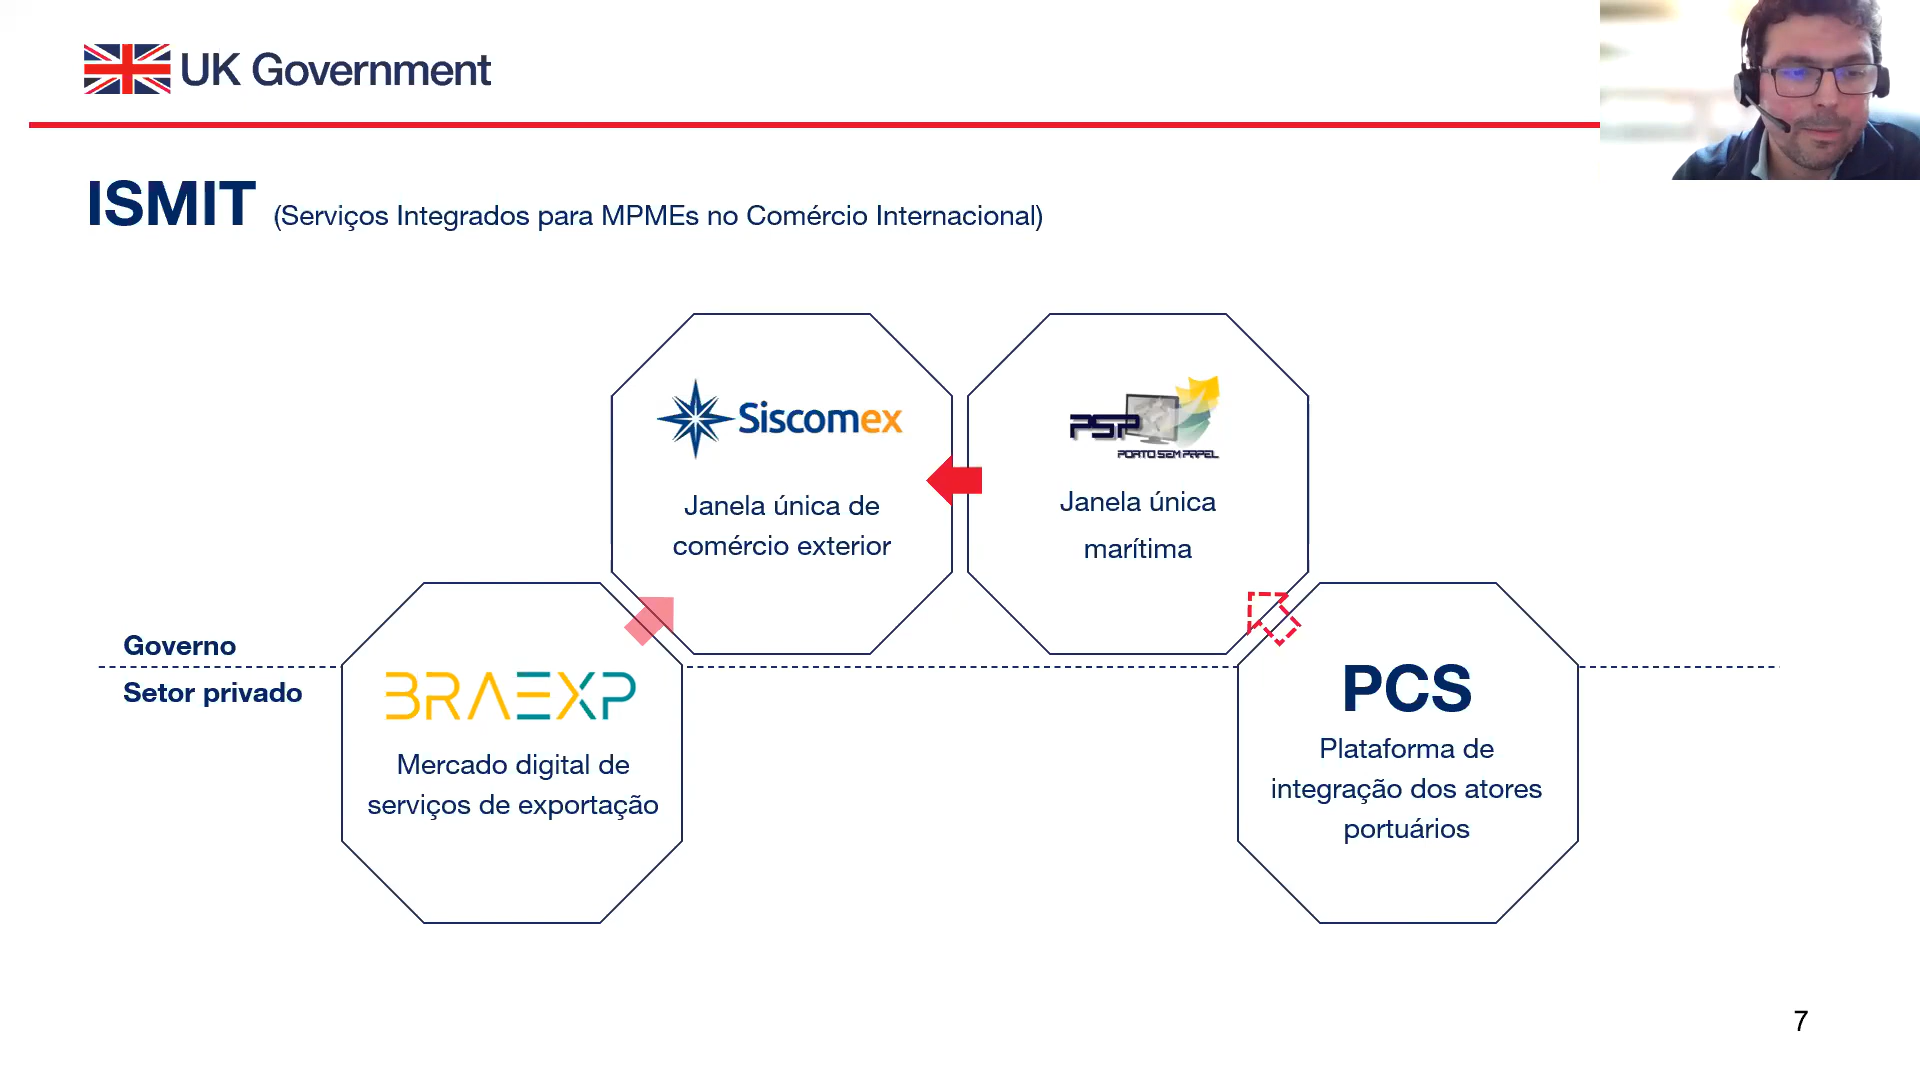 UK Government
ISMIT (Serviços Integrados para MPMEs no Comércio Internacional)
Siscomex
Janela única de
comércio exterior
PSP
PORTO SEM PAPEL
Janela única
marítima
Governo
Setor privado
BRAEXP
Mercado digital de
serviços de exportação
PCS
Plataforma de
integração dos atores
portuários
7